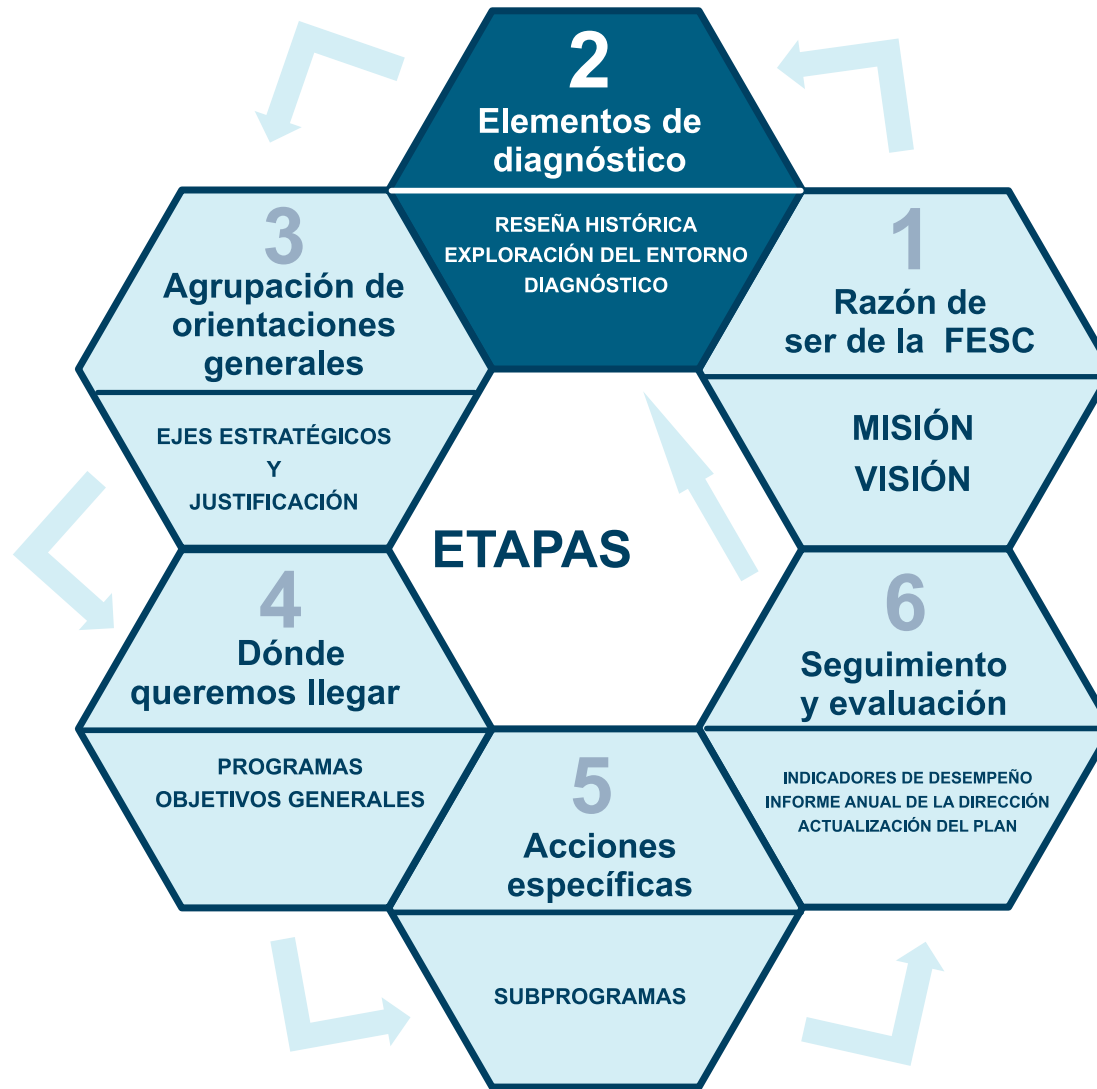 2
Elementos de
diagnóstico
RESEÑA HISTÓRICA
EXPLORACIÓN DEL ENTORNO
DIAGNÓSTICO
3
Agrupación de
orientaciones
generales
EJES ESTRATÉGICOS
Y
JUSTIFICACIÓN
1
Razón de
ser de la FESC
MISIÓN
VISIÓN
ETAPAS
4
Dónde
queremos llegar
PROGRAMAS
OBJETIVOS GENERALES
5
Acciones
específicas
SUBPROGRAMAS
6
Seguimiento
y evaluación
INDICADORES DE DESEMPEÑO
INFORME ANUAL DE LA DIRECCIÓN
ACTUALIZACIÓN DEL PLAN